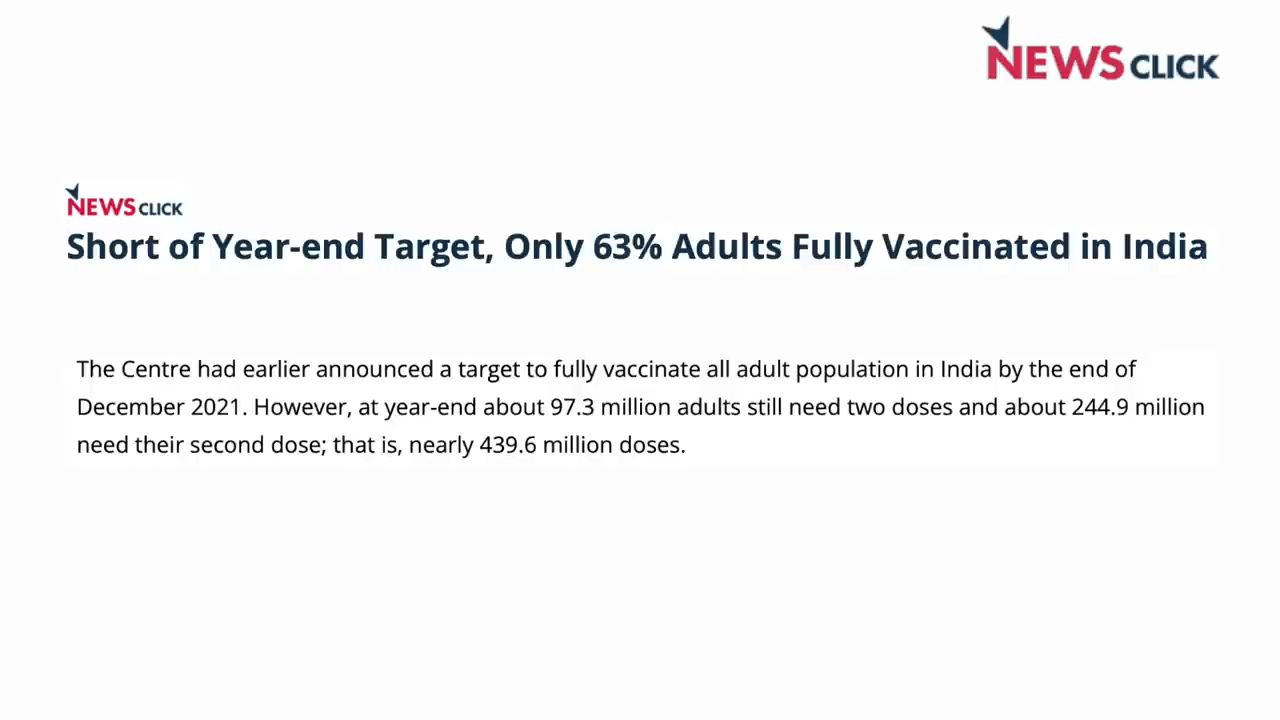 NEWS CLICK
NEWS CLICK
Short of Year-end Target, Only 63% Adults Fully Vaccinated in India
The Centre had earlier announced a target to fully vaccinate all adult population in India by the end of
December 2021. However, at year-end about 97.3 million adults still need two doses and about 244.9 million
need their second dose; that is, nearly 439.6 million doses.